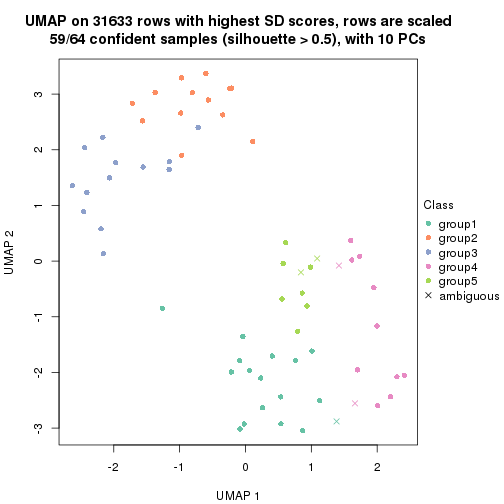 UMAP on 31633 rows with highest SD scores, rows are scaled
59/64 confident samples (silhouette > 0.5), with 10 PCs
3
2
1
0
-1
-2
-3
UMAP 2
-2
-1
0
1
2
UMAP 1
Class
group1
group2
group3
group4
group5
ambiguous